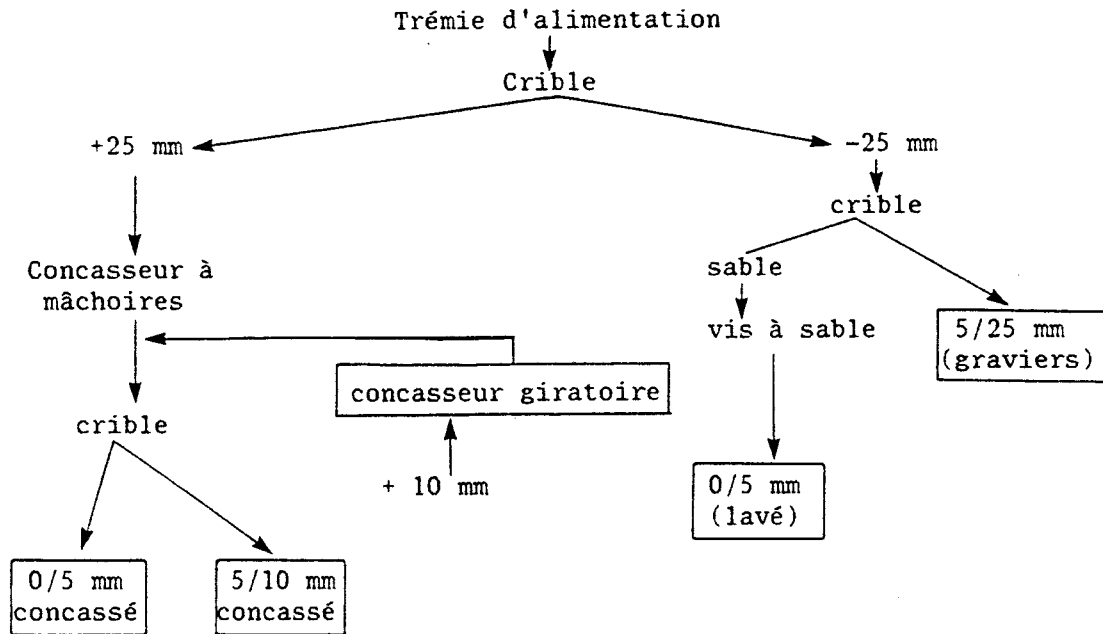 Trémie d'alimentation
Crible
+25 mm
-25 mm
crible
Concasseur à
mâchoires
sable
vis à sable
5/25 mm
(graviers)
concasseur giratoire
crible
+ 10 mm
0/5 mm
(lavé)
0/5 mm
concassé
5/10 mm
concassé